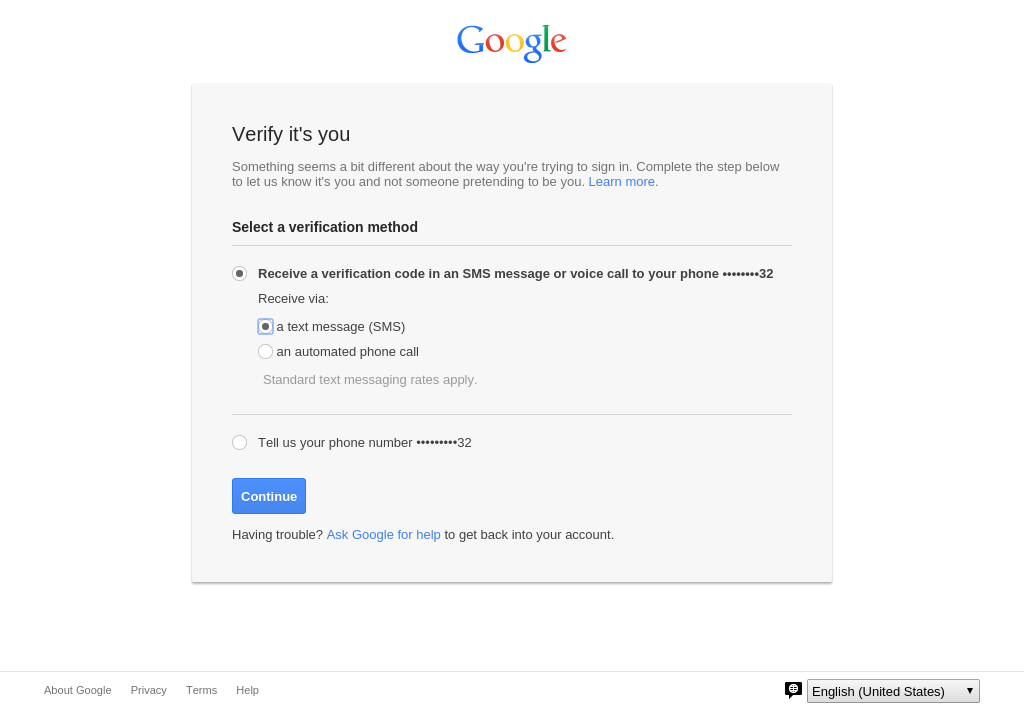 Google
Verify it's you
Something seems a bit different about the way you're trying to sign in. Complete the step below
to let us know it's you and not someone pretending to be you. Learn more.
Select a verification method
Receive a verification code in an SMS message or voice call to your phone ••••••••32
Receive via:
a text message (SMS)
an automated phone call
Standard text messaging rates apply.
Tell us your phone number •••••••••32
Continue
Having trouble? Ask Google for help to get back into your account.
About Google Privacy Terms Help English (United States)